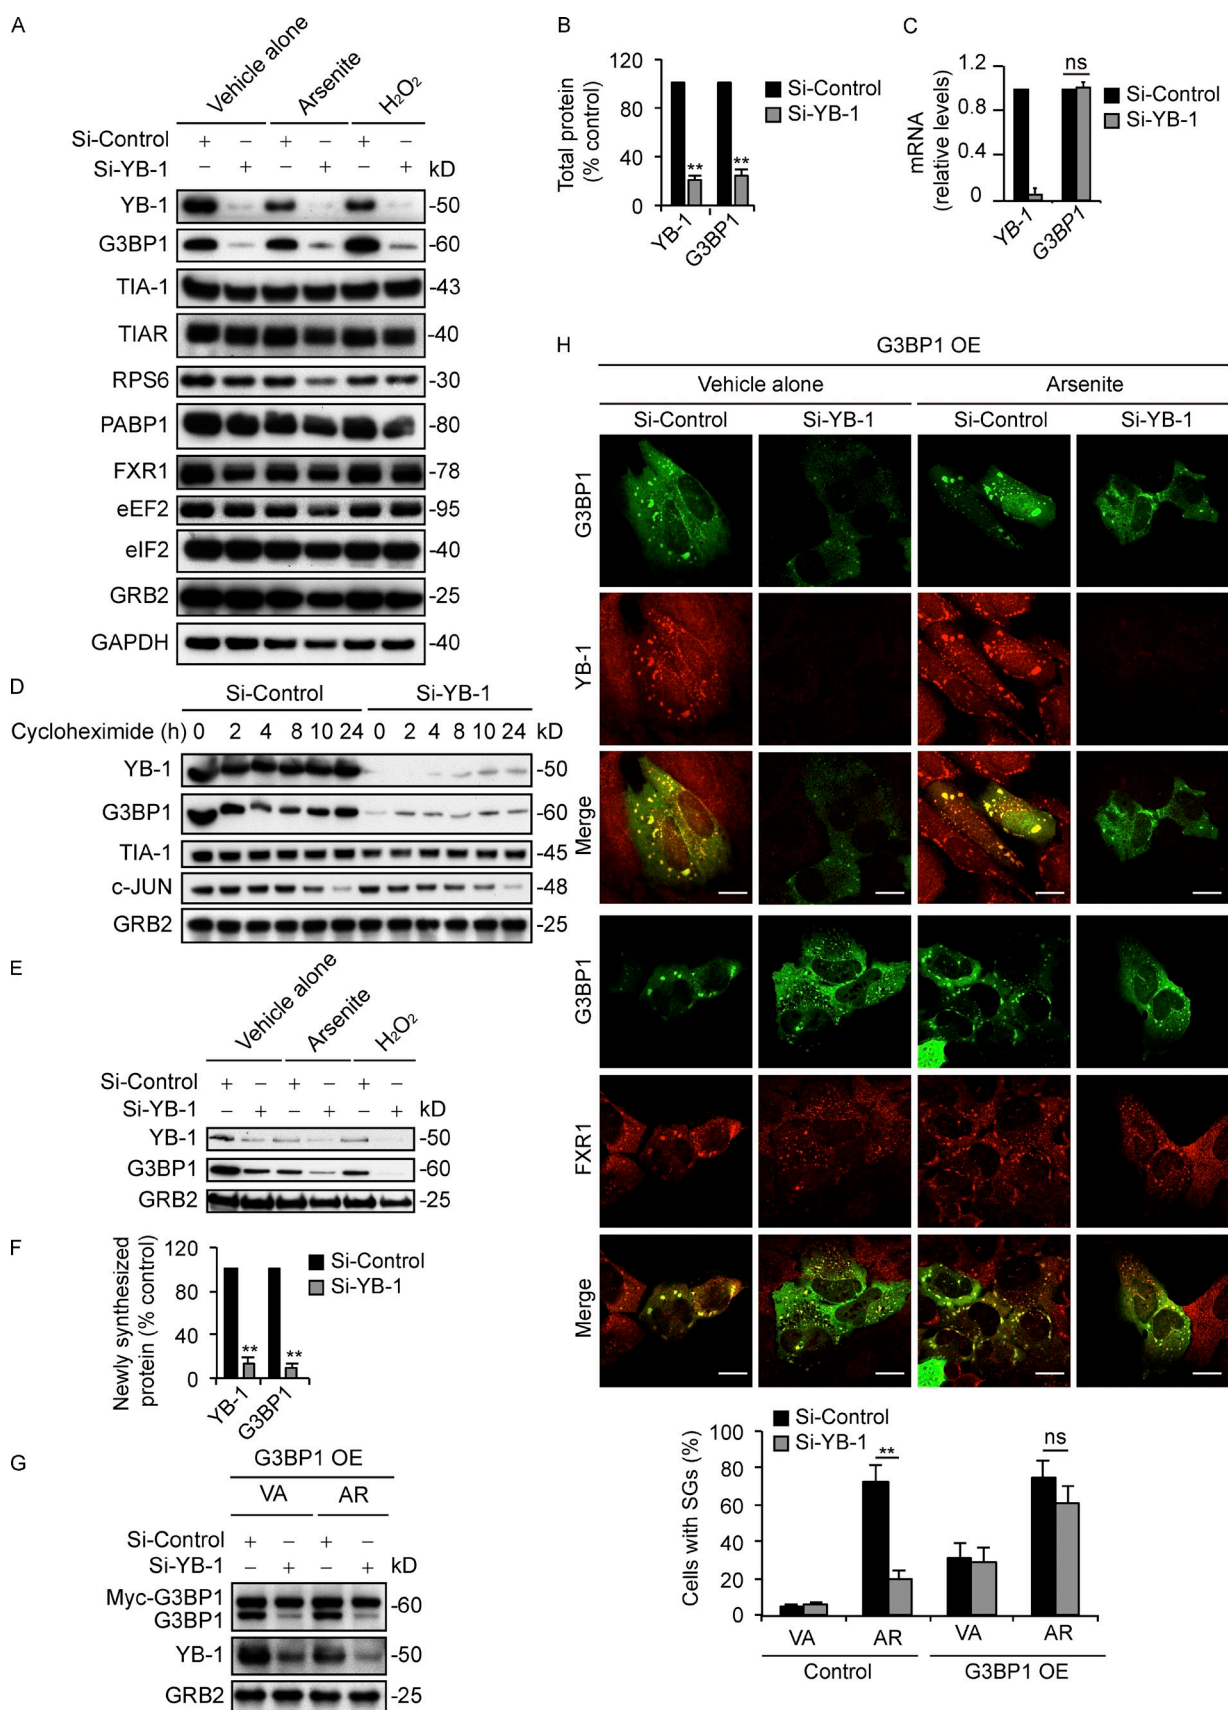 A
Vehicle alone
Arsenite
H₂O₂
Si-Control + – + – + –
Si-YB-1 – + – + – + kD
YB-1 -50
G3BP1 -60
TIA-1 -43
TIAR -40
RPS6 -30
PABP1 -80
FXR1 -78
eEF2 -95
eIF2 -40
GRB2 -25
GAPDH -40
B
120
80
40
0
Total protein
(% control)
Si-Control
Si-YB-1
** **
YB-1
G3BP1
C
1.2
1
0.4
0
mRNA
(relative levels)
ns
Si-Control
Si-YB-1
YB-1
G3BP1
D
Si-Control Si-YB-1
Cycloheximide (h) 0 2 4 8 10 24 0 2 4 8 10 24 kD
YB-1 -50
G3BP1 -60
TIA-1 -45
c-JUN -48
GRB2 -25
E
Vehicle alone
Arsenite
H₂O₂
Si-Control + – + – + –
Si-YB-1 – + – + – + kD
YB-1 -50
G3BP1 -60
GRB2 -25
F
120
80
40
0
Newly synthesized
protein (% control)
Si-Control
Si-YB-1
** **
YB-1
G3BP1
G
G3BP1 OE
VA AR
Si-Control + – + –
Si-YB-1 – + – + kD
Myc-G3BP1
G3BP1 -60
YB-1 -50
GRB2 -25
H
G3BP1 OE
Vehicle alone Arsenite
Si-Control Si-YB-1 Si-Control Si-YB-1
G3BP1
YB-1
Merge
G3BP1
FXR1
Merge
Si-Control
Si-YB-1
100
80
60
40
20
0
Cells with SGs (%)
**
ns
VA AR VA AR
Control G3BP1 OE